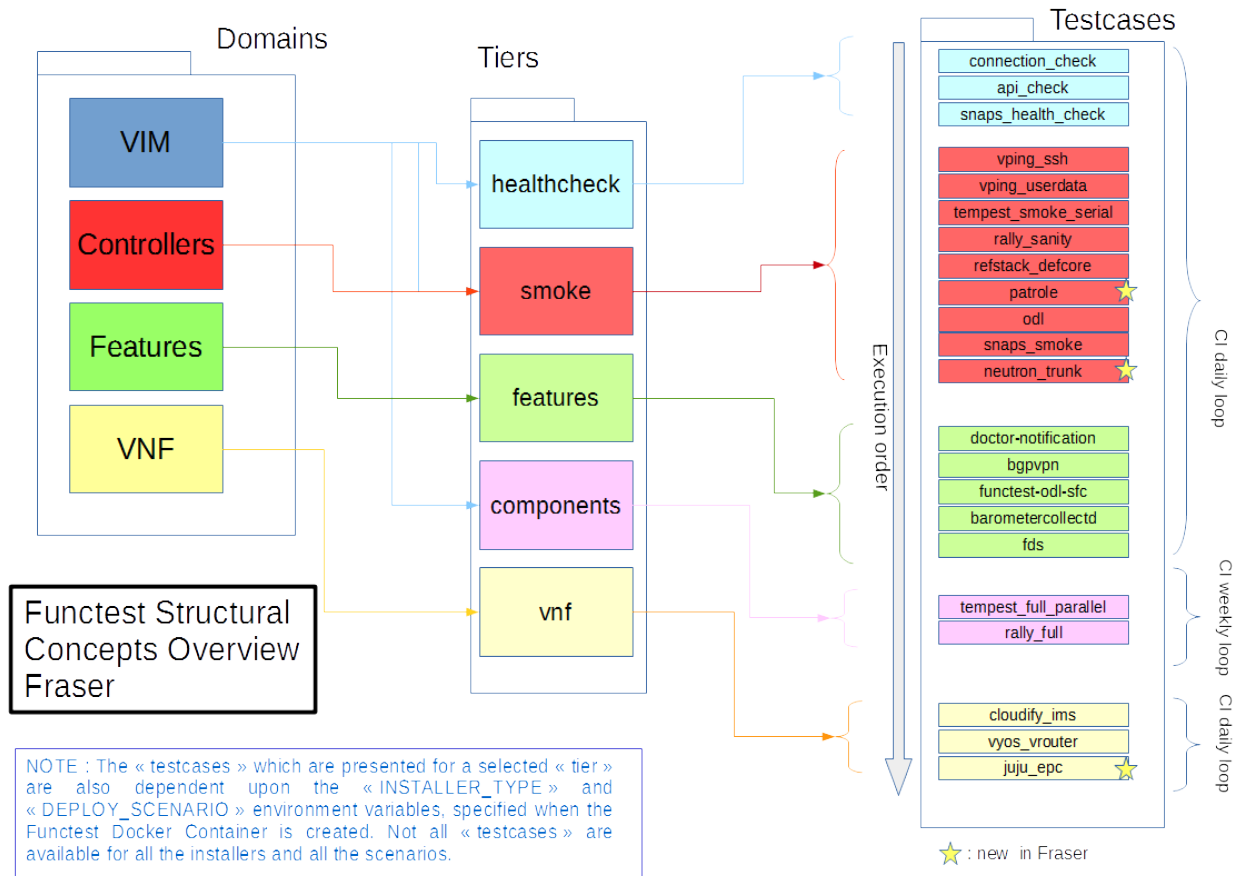 Domains
VIM
Controllers
Features
VNF
Tiers
healthcheck
smoke
features
components
vnf
Testcases
Execution order
connection_check
api_check
snaps_health_check
vping_ssh
vping_userdata
tempest_smoke_serial
rally_sanity
refstack_defcore
patrole
odl
snaps_smoke
neutron_trunk
doctor-notification
bgpvpn
functest-odl-sfc
barometercollectd
fds
tempest_full_parallel
rally_full
cloudify_ims
vyos_vrouter
juju_epc
CI daily loop
CI weekly loop
CI daily loop
: new in Fraser
Functest Structural
Concepts Overview
Fraser
NOTE : The « testcases » which are presented for a selected « tier »
are also dependent upon the « INSTALLER_TYPE » and
« DEPLOY_SCENARIO » environment variables, specified when the
Functest Docker Container is created. Not all « testcases » are
available for all the installers and all the scenarios.